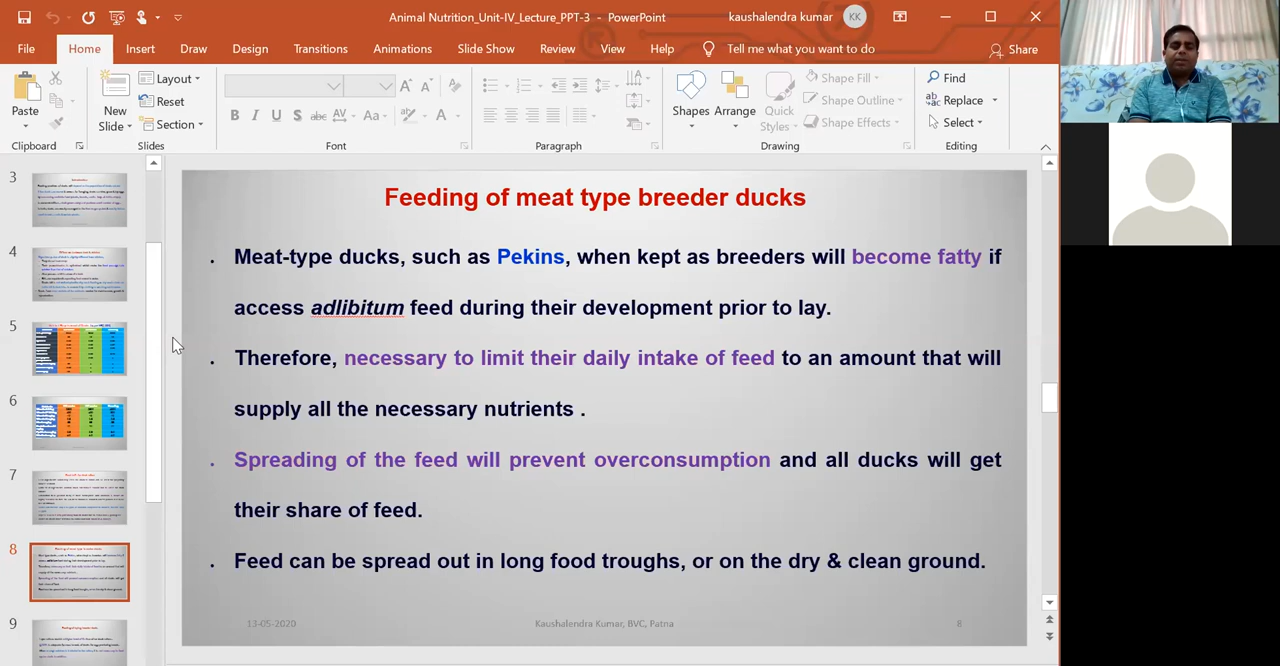 Animal Nutrition_Unit-IV_Lecture_PPT-3 - PowerPoint
kaushalendra kumar
KK
File
Home
Insert
Draw
Design
Transitions
Animations
Slide Show
Review
View
Help
Tell me what you want to do
Share
Paste
New
Slide
Layout
Reset
Section
B I U S abc AV Aa A
Shapes
Arrange
Quick
Styles
Shape Fill
Shape Outline
Shape Effects
Find
Replace
Select
Clipboard
Slides
Font
Paragraph
Drawing
Editing
3
4
5
6
7
8
9
Feeding of meat type breeder ducks
. Meat-type ducks, such as Pekins, when kept as breeders will become fatty if
access adlibitum feed during their development prior to lay.
. Therefore, necessary to limit their daily intake of feed to an amount that will
supply all the necessary nutrients .
. Spreading of the feed will prevent overconsumption and all ducks will get
their share of feed.
. Feed can be spread out in long food troughs, or on the dry & clean ground.
13-05-2020
Kaushalendra Kumar, BVC, Patna
8